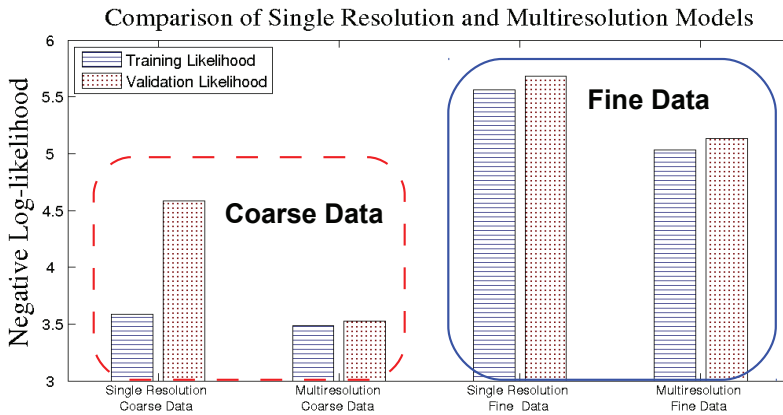 Comparison of Single Resolution and Multiresolution Models
Negative Log-likelihood
6
5.5
5
4.5
4
3.5
3
Training Likelihood
Validation Likelihood
Coarse Data
Fine Data
Single Resolution
Coarse Data
Multiresolution
Coarse Data
Single Resolution
Fine Data
Multiresolution
Fine Data